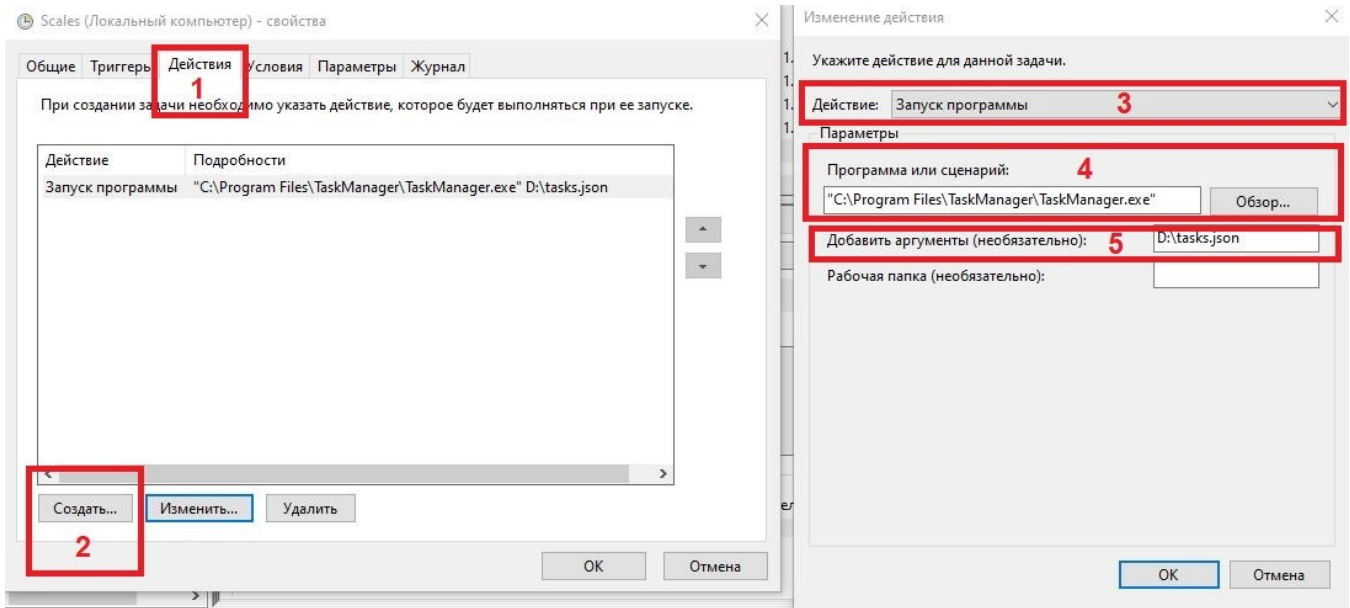 Scales (Локальный компьютер) - свойства
Общие Триггеры Действия Условия Параметры Журнал
1
При создании задачи необходимо указать действие, которое будет выполняться при ее запуске.
Действие Подробности
Запуск программы "C:\Program Files\TaskManager\TaskManager.exe" D:\tasks.json
Создать... Изменить... Удалить
2
ОК Отмена
Изменение действия
Укажите действие для данной задачи.
Действие: Запуск программы 3
Параметры
Программа или сценарий: 4
"C:\Program Files\TaskManager\TaskManager.exe" Обзор...
Добавить аргументы (необязательно): 5 D:\tasks.json
Рабочая папка (необязательно):
ОК Отмена